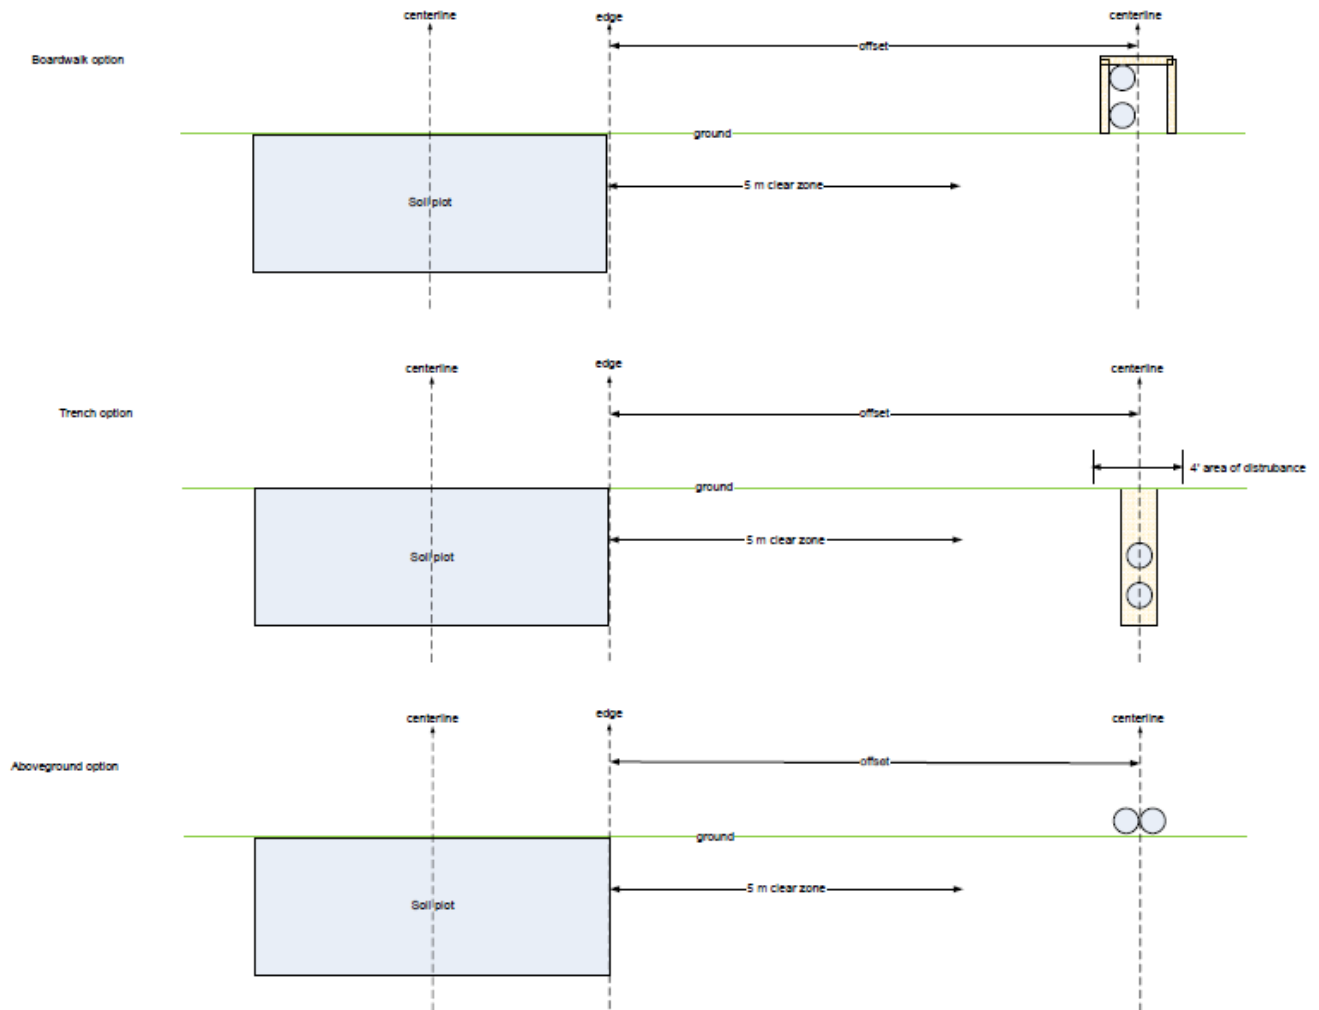 centerline
edge
centerline
offset
Boardwalk option
ground
5 m clear zone
Soil plot
edge
centerline
centerline
Trench option
offset
4' area of distrubance
ground
5 m clear zone
Soil plot
edge
centerline
centerline
offset
Aboveground option
ground
5 m clear zone
Soil plot